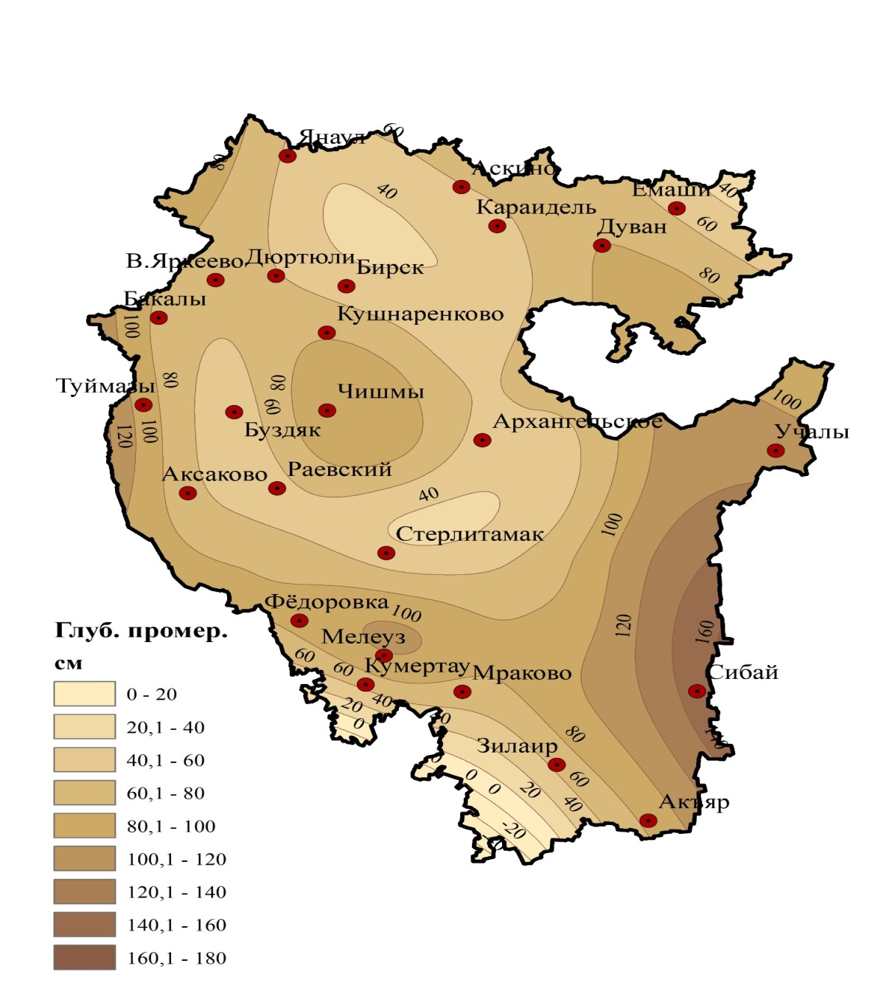 60
Янаул
80
Аскино
40
Емаши
40
Караидель
60
Дуван
В.Яркеево
Дюртюли
Бирск
80
Бакалы
100
Кушнаренково
Туймазы
80
80
Чишмы
100
60
Буздяк
Архангельское
Учалы
120
100
Аксаково
Раевский
40
100
Стерлитамак
Фёдоровка
100
Глуб. промер.
см
Мелеуз
120
160
60
60
Кумертау
Мраково
Сибай
0 - 20
20
40
0
20,1 - 40
80
140
Зилаир
40,1 - 60
0
0
60
0
20
60,1 - 80
40
Акъяр
80,1 - 100
-20
100,1 - 120
120,1 - 140
140,1 - 160
160,1 - 180